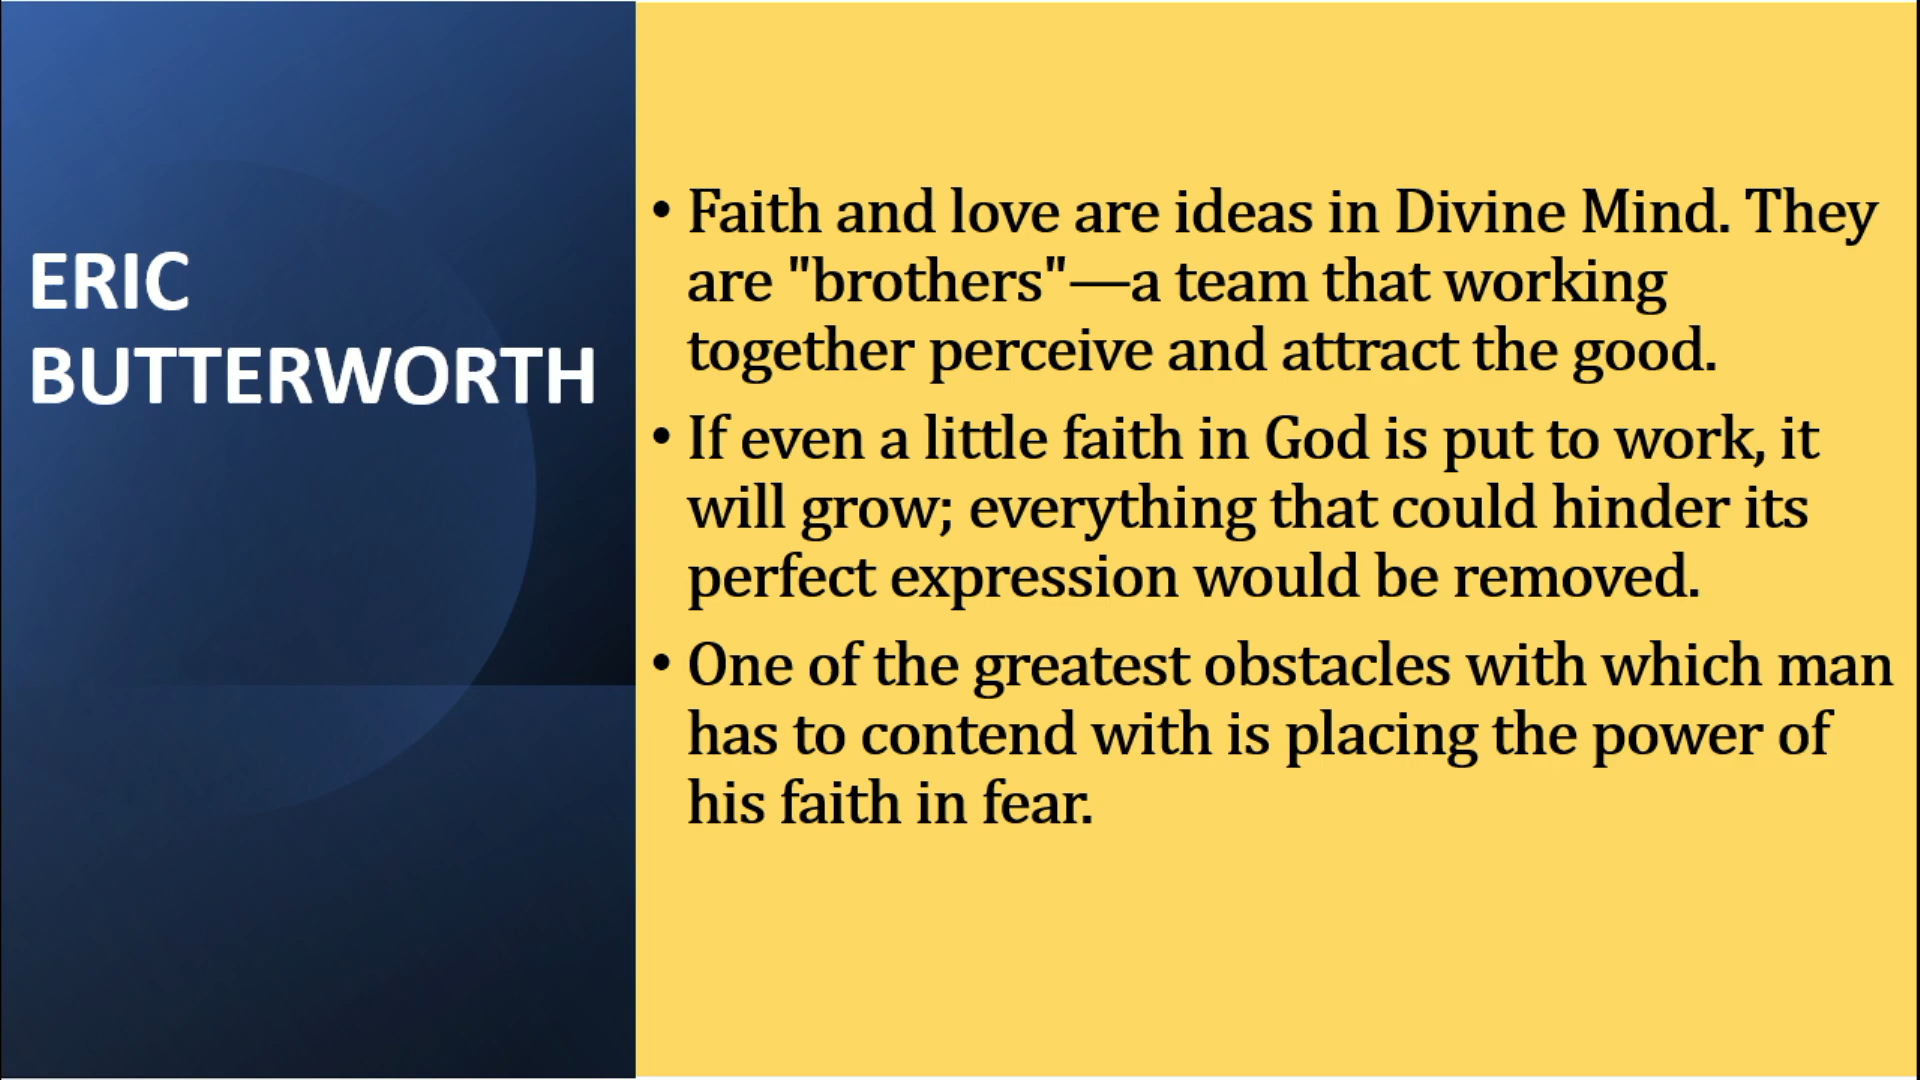 ERIC
BUTTERWORTH
• Faith and love are ideas in Divine Mind. They
are "brothers"—a team that working
together perceive and attract the good.
• If even a little faith in God is put to work, it
will grow; everything that could hinder its
perfect expression would be removed.
• One of the greatest obstacles with which man
has to contend with is placing the power of
his faith in fear.